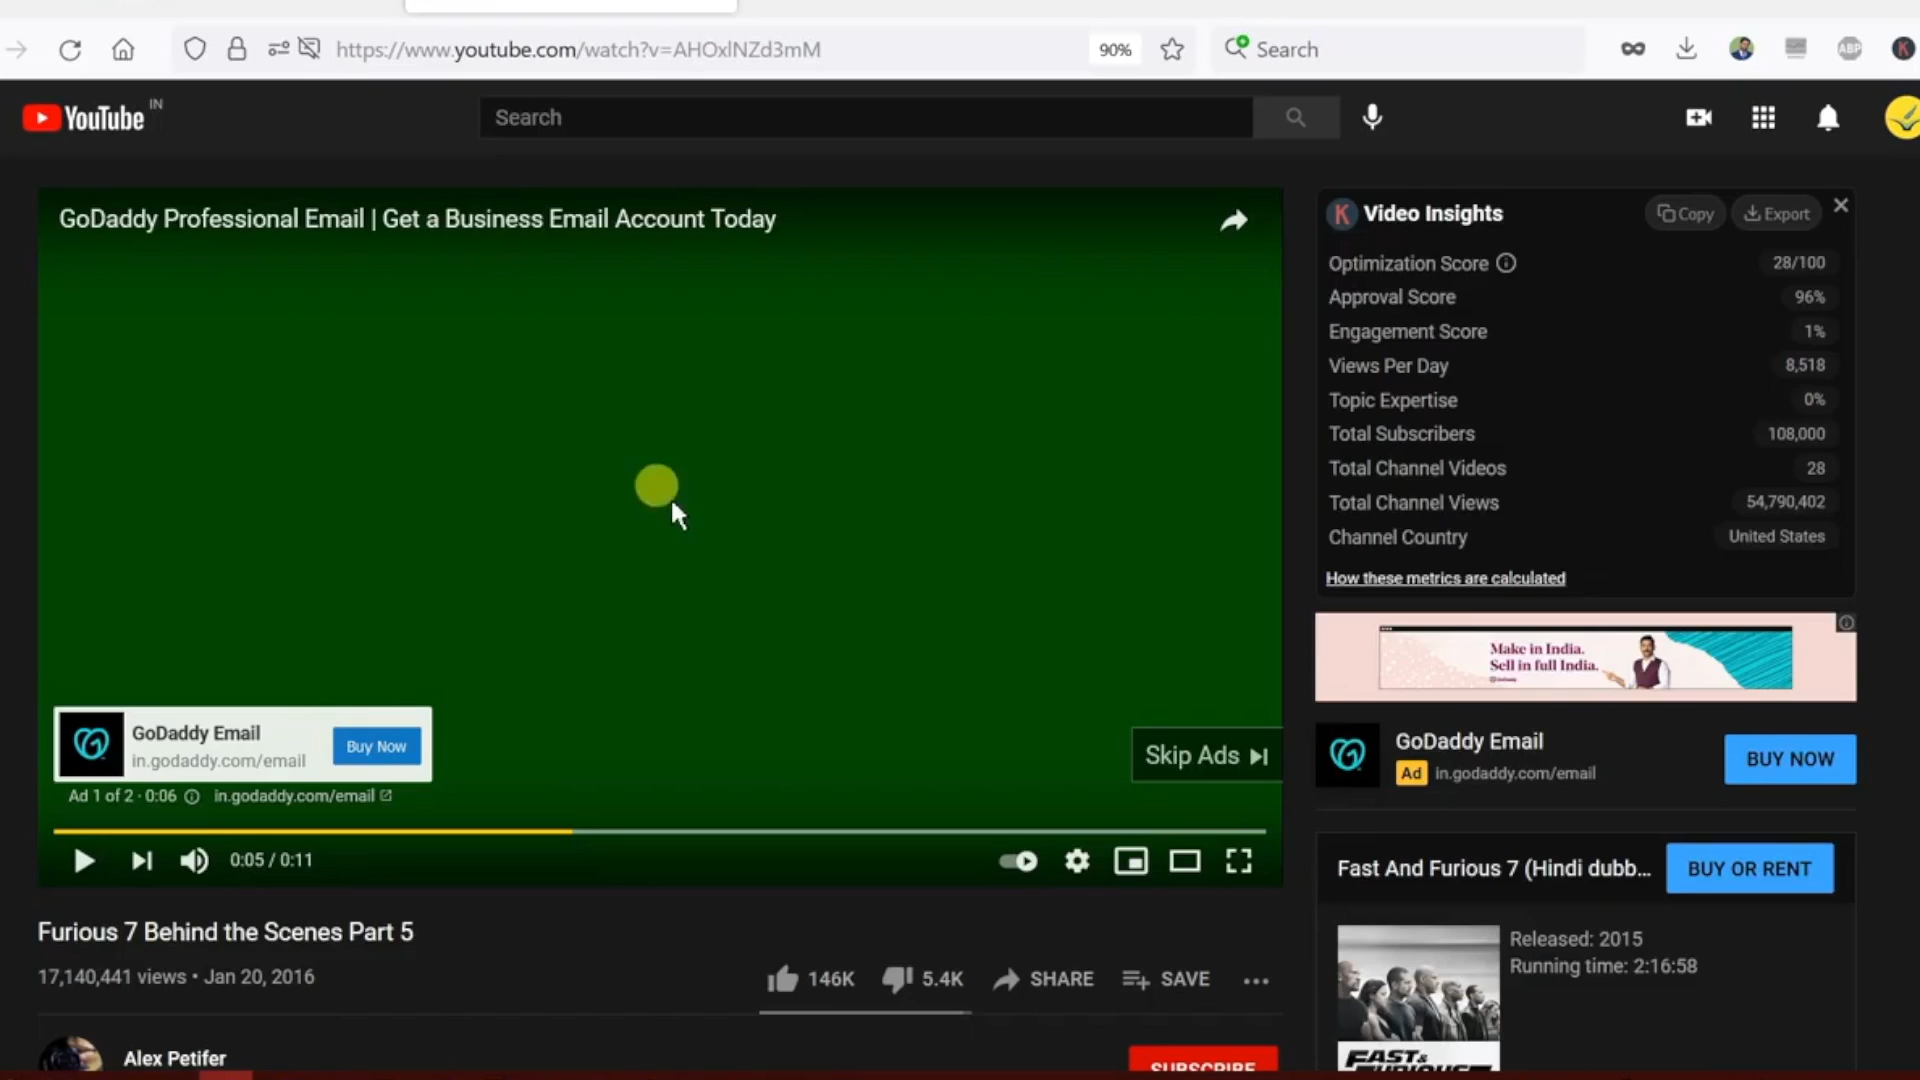 https://www.youtube.com/watch?v=AHOxlNZd3mM
90%
Search
ABP
K
YouTube IN
Search
GoDaddy Professional Email | Get a Business Email Account Today
GoDaddy Email
in.godaddy.com/email
Buy Now
Skip Ads
Ad 1 of 2 · 0:06
in.godaddy.com/email
0:05 / 0:11
Furious 7 Behind the Scenes Part 5
17,140,441 views • Jan 20, 2016
146K
5.4K
SHARE
SAVE
Alex Petifer
SUBSCRIBE
K Video Insights
Copy
Export
Optimization Score 28/100
Approval Score 96%
Engagement Score 1%
Views Per Day 8,518
Topic Expertise 0%
Total Subscribers 108,000
Total Channel Videos 28
Total Channel Views 54,790,402
Channel Country United States
How these metrics are calculated
Make in India.
Sell in full India.
GoDaddy Email
Ad in.godaddy.com/email
BUY NOW
Fast And Furious 7 (Hindi dubb...
BUY OR RENT
Released: 2015
Running time: 2:16:58
FAST &
FURIOUS